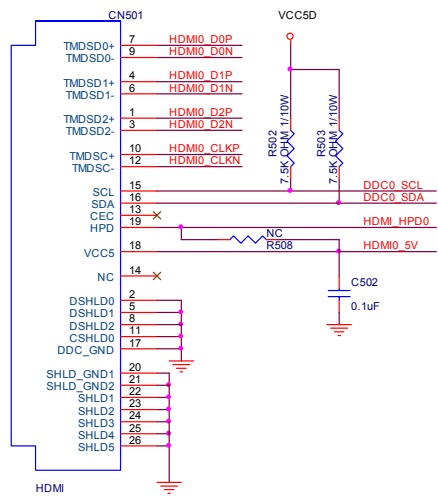 CN501
VCC5D
TMDSD0+ 7 HDMI0_D0P
TMDSD0- 9 HDMI0_D0N
TMDSD1+ 4 HDMI0_D1P
TMDSD1- 6 HDMI0_D1N
TMDSD2+ 1 HDMI0_D2P
TMDSD2- 3 HDMI0_D2N
TMDSC+ 10 HDMI0_CLKP
TMDSC- 12 HDMI0_CLKN
R502
7.5K OHM 1/10W
R503
7.5K OHM 1/10W
SCL 15 DDC0_SCL
SDA 16 DDC0_SDA
CEC 13
HPD 19 HDMI_HPD0
NC
R508
VCC5 18 HDMI0_5V
NC 14
C502
0.1uF
DSHLD0 2
DSHLD1 5
DSHLD2 8
CSHLD0 11
DDC_GND 17
SHLD_GND1 20
SHLD_GND2 21
SHLD1 22
SHLD2 23
SHLD3 24
SHLD4 25
SHLD5 26
HDMI